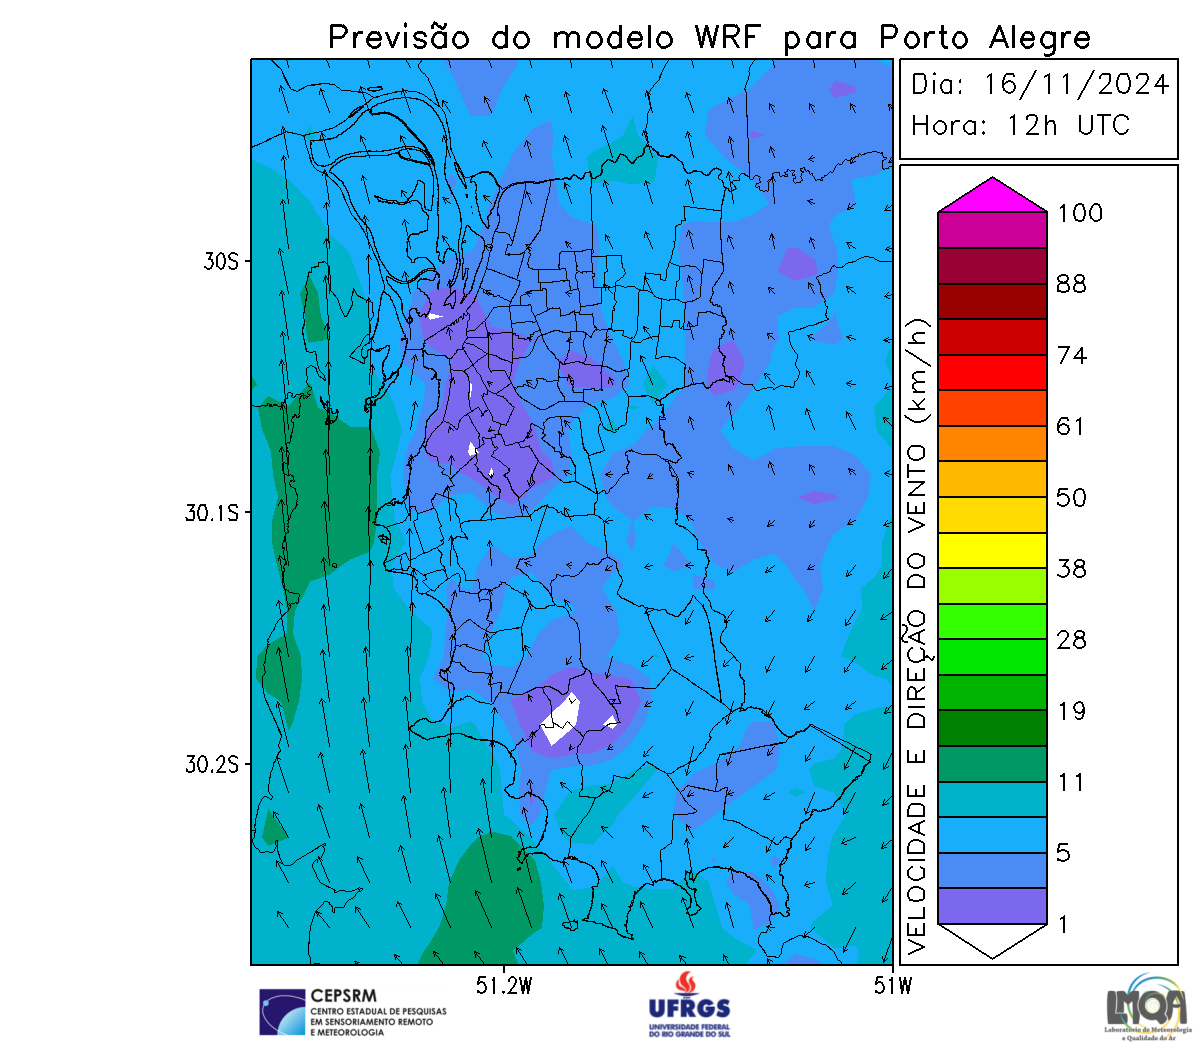 Previsão do modelo WRF para Porto Alegre
Dia: 16/11/2024
Hora: 12h UTC
30S
30.1S
30.2S
51.2W
51W
VELOCIDADE E DIREÇÃO DO VENTO (km/h)
100
88
74
61
50
38
28
19
11
5
1
CEPSRM
CENTRO ESTADUAL DE PESQUISAS
EM SENSORIAMENTO REMOTO
E METEOROLOGIA
UFRGS
UNIVERSIDADE FEDERAL
DO RIO GRANDE DO SUL
LMQA
Laboratório de Meteorologia
e Qualidade do Ar